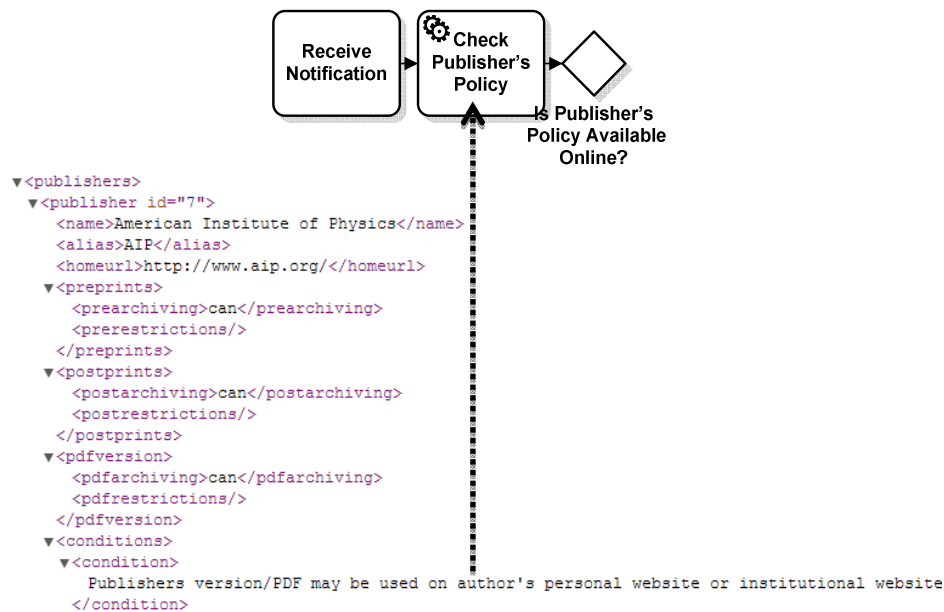 Receive
Notification
Check
Publisher's
Policy
Is Publisher's
Policy Available
Online?
▼<publishers>
▼<publisher id="7">
<name>American Institute of Physics</name>
<alias>AIP</alias>
<homeurl>http://www.aip.org/</homeurl>
▼<preprints>
<prearchiving>can</prearchiving>
<prerestrictions/>
</preprints>
▼<postprints>
<postarchiving>can</postarchiving>
<postrestrictions/>
</postprints>
▼<pdfversion>
<pdfarchiving>can</pdfarchiving>
<pdfrestrictions/>
</pdfversion>
▼<conditions>
▼<condition>
Publishers version/PDF may be used on author's personal website or institutional website
</condition>